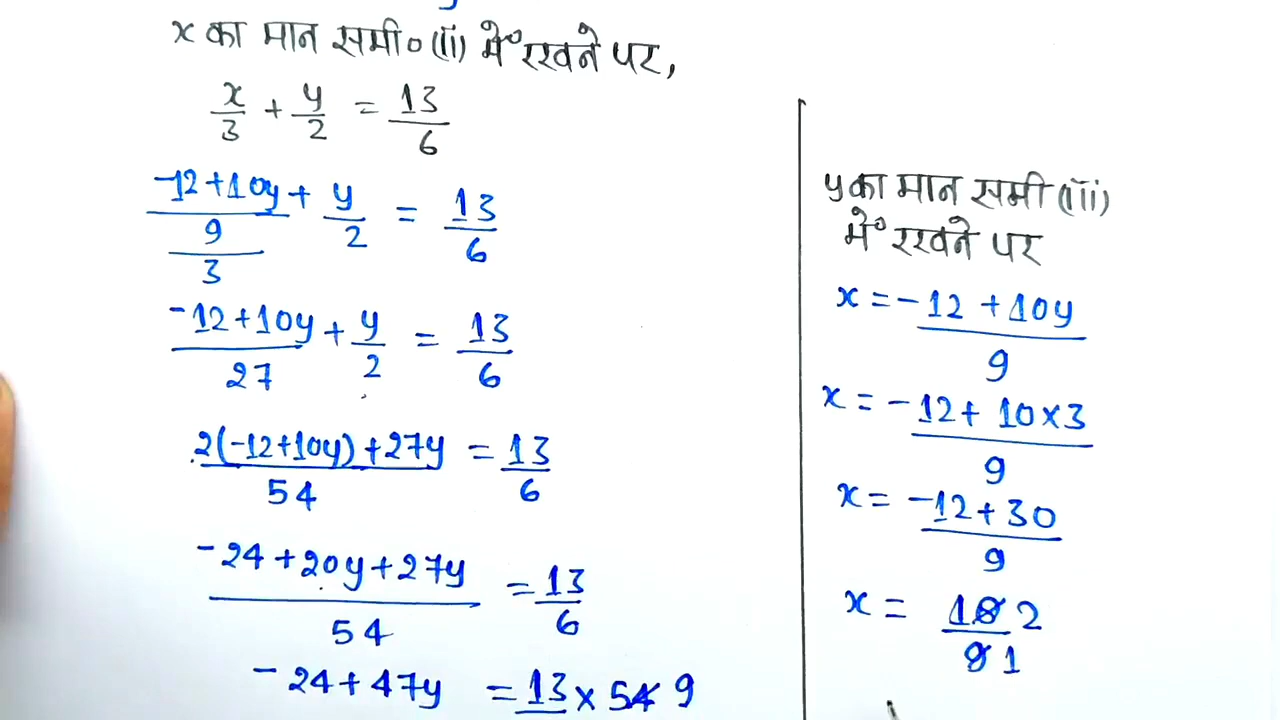 x का मान समी० (ii) में रखने पर,
x/3 + y/2 = 13/6
(-12+10y)/9/3 + y/2 = 13/6
(-12+10y)/27 + y/2 = 13/6
(2(-12+10y)+27y)/54 = 13/6
(-24+20y+27y)/54 = 13/6
-24+47y = 13 × 54 9
y का मान समी (iii)
में रखने पर
x = (-12+10y)/9
x = (-12+10×3)/9
x = (-12+30)/9
x = 18 2/9 1